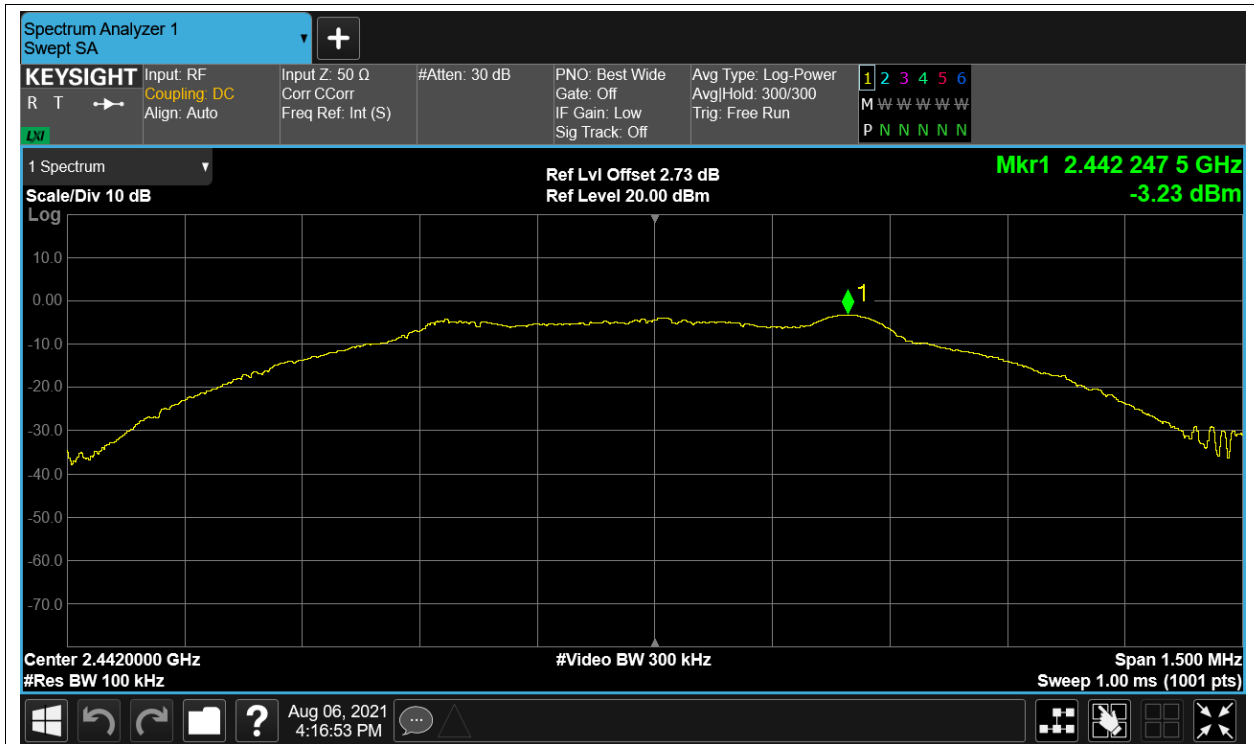 Spectrum Analyzer 1
Swept SA
KEYSIGHT
R T
LXI
Input: RF
Coupling: DC
Align: Auto
Input Z: 50 Ω
Corr CCorr
Freq Ref: Int (S)
#Atten: 30 dB
PNO: Best Wide
Gate: Off
IF Gain: Low
Sig Track: Off
Avg Type: Log-Power
Avg|Hold: 300/300
Trig: Free Run
1 2 3 4 5 6
M W W W W W
P N N N N N
1 Spectrum
Scale/Div 10 dB
Log
Ref Lvl Offset 2.73 dB
Ref Level 20.00 dBm
Mkr1 2.442 247 5 GHz
-3.23 dBm
10.0
0.00
1
-10.0
-20.0
-30.0
-40.0
-50.0
-60.0
-70.0
Center 2.4420000 GHz
#Res BW 100 kHz
#Video BW 300 kHz
Span 1.500 MHz
Sweep 1.00 ms (1001 pts)
?
Aug 06, 2021
4:16:53 PM